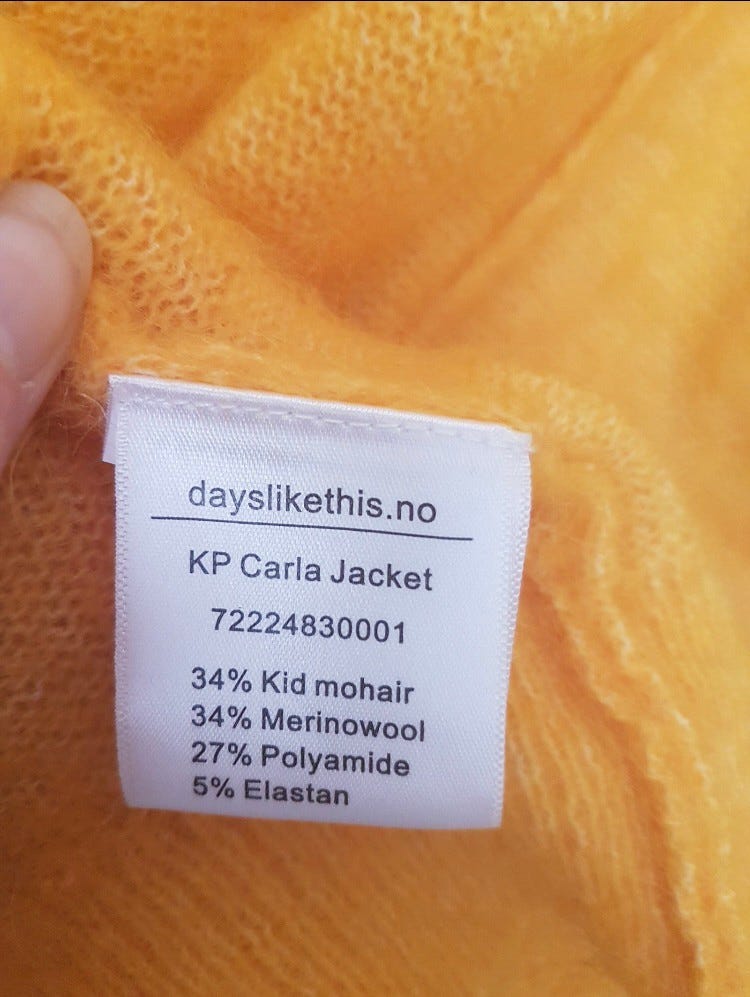 dayslikethis.no
KP Carla Jacket
72224830001
34% Kid mohair
34% Merinowool
27% Polyamide
5% Elastan